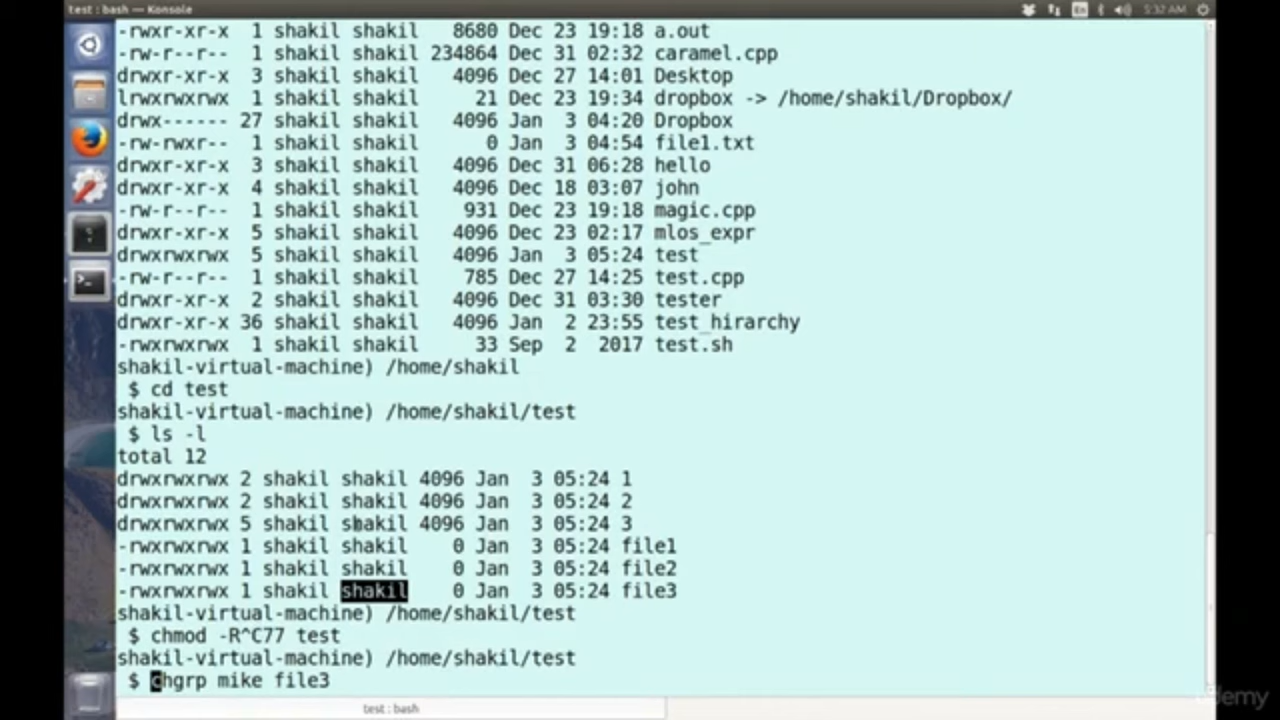 test : bash — Konsole
En 5:32 AM
-rwxr-xr-x 1 shakil shakil 8680 Dec 23 19:18 a.out
-rw-r--r-- 1 shakil shakil 234864 Dec 31 02:32 caramel.cpp
drwxr-xr-x 3 shakil shakil 4096 Dec 27 14:01 Desktop
lrwxrwxrwx 1 shakil shakil 21 Dec 23 19:34 dropbox -> /home/shakil/Dropbox/
drwx------ 27 shakil shakil 4096 Jan 3 04:20 Dropbox
-rw-rwxr-- 1 shakil shakil 0 Jan 3 04:54 file1.txt
drwxr-xr-x 3 shakil shakil 4096 Dec 31 06:28 hello
drwxr-xr-x 4 shakil shakil 4096 Dec 18 03:07 john
-rw-r--r-- 1 shakil shakil 931 Dec 23 19:18 magic.cpp
drwxr-xr-x 5 shakil shakil 4096 Dec 23 02:17 mlos_expr
drwxrwxrwx 5 shakil shakil 4096 Jan 3 05:24 test
-rw-r--r-- 1 shakil shakil 785 Dec 27 14:25 test.cpp
drwxr-xr-x 2 shakil shakil 4096 Dec 31 03:30 tester
drwxr-xr-x 36 shakil shakil 4096 Jan 2 23:55 test_hirarchy
-rwxrwxrwx 1 shakil shakil 33 Sep 2 2017 test.sh
shakil-virtual-machine) /home/shakil
$ cd test
shakil-virtual-machine) /home/shakil/test
$ ls -l
total 12
drwxrwxrwx 2 shakil shakil 4096 Jan 3 05:24 1
drwxrwxrwx 2 shakil shakil 4096 Jan 3 05:24 2
drwxrwxrwx 5 shakil shakil 4096 Jan 3 05:24 3
-rwxrwxrwx 1 shakil shakil 0 Jan 3 05:24 file1
-rwxrwxrwx 1 shakil shakil 0 Jan 3 05:24 file2
-rwxrwxrwx 1 shakil shakil 0 Jan 3 05:24 file3
shakil-virtual-machine) /home/shakil/test
$ chmod -R^C77 test
shakil-virtual-machine) /home/shakil/test
$ chgrp mike file3
test : bash
udemy